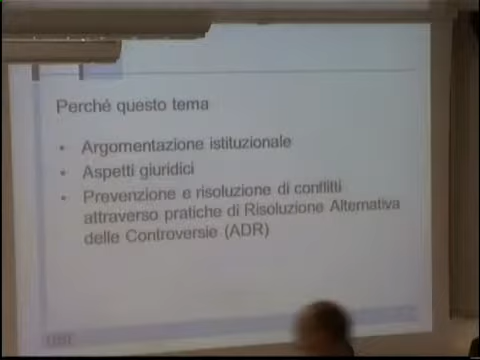 Perché questo tema
• Argomentazione istituzionale
• Aspetti giuridici
• Prevenzione e risoluzione di conflitti
attraverso pratiche di Risoluzione Alternativa
delle Controversie (ADR)